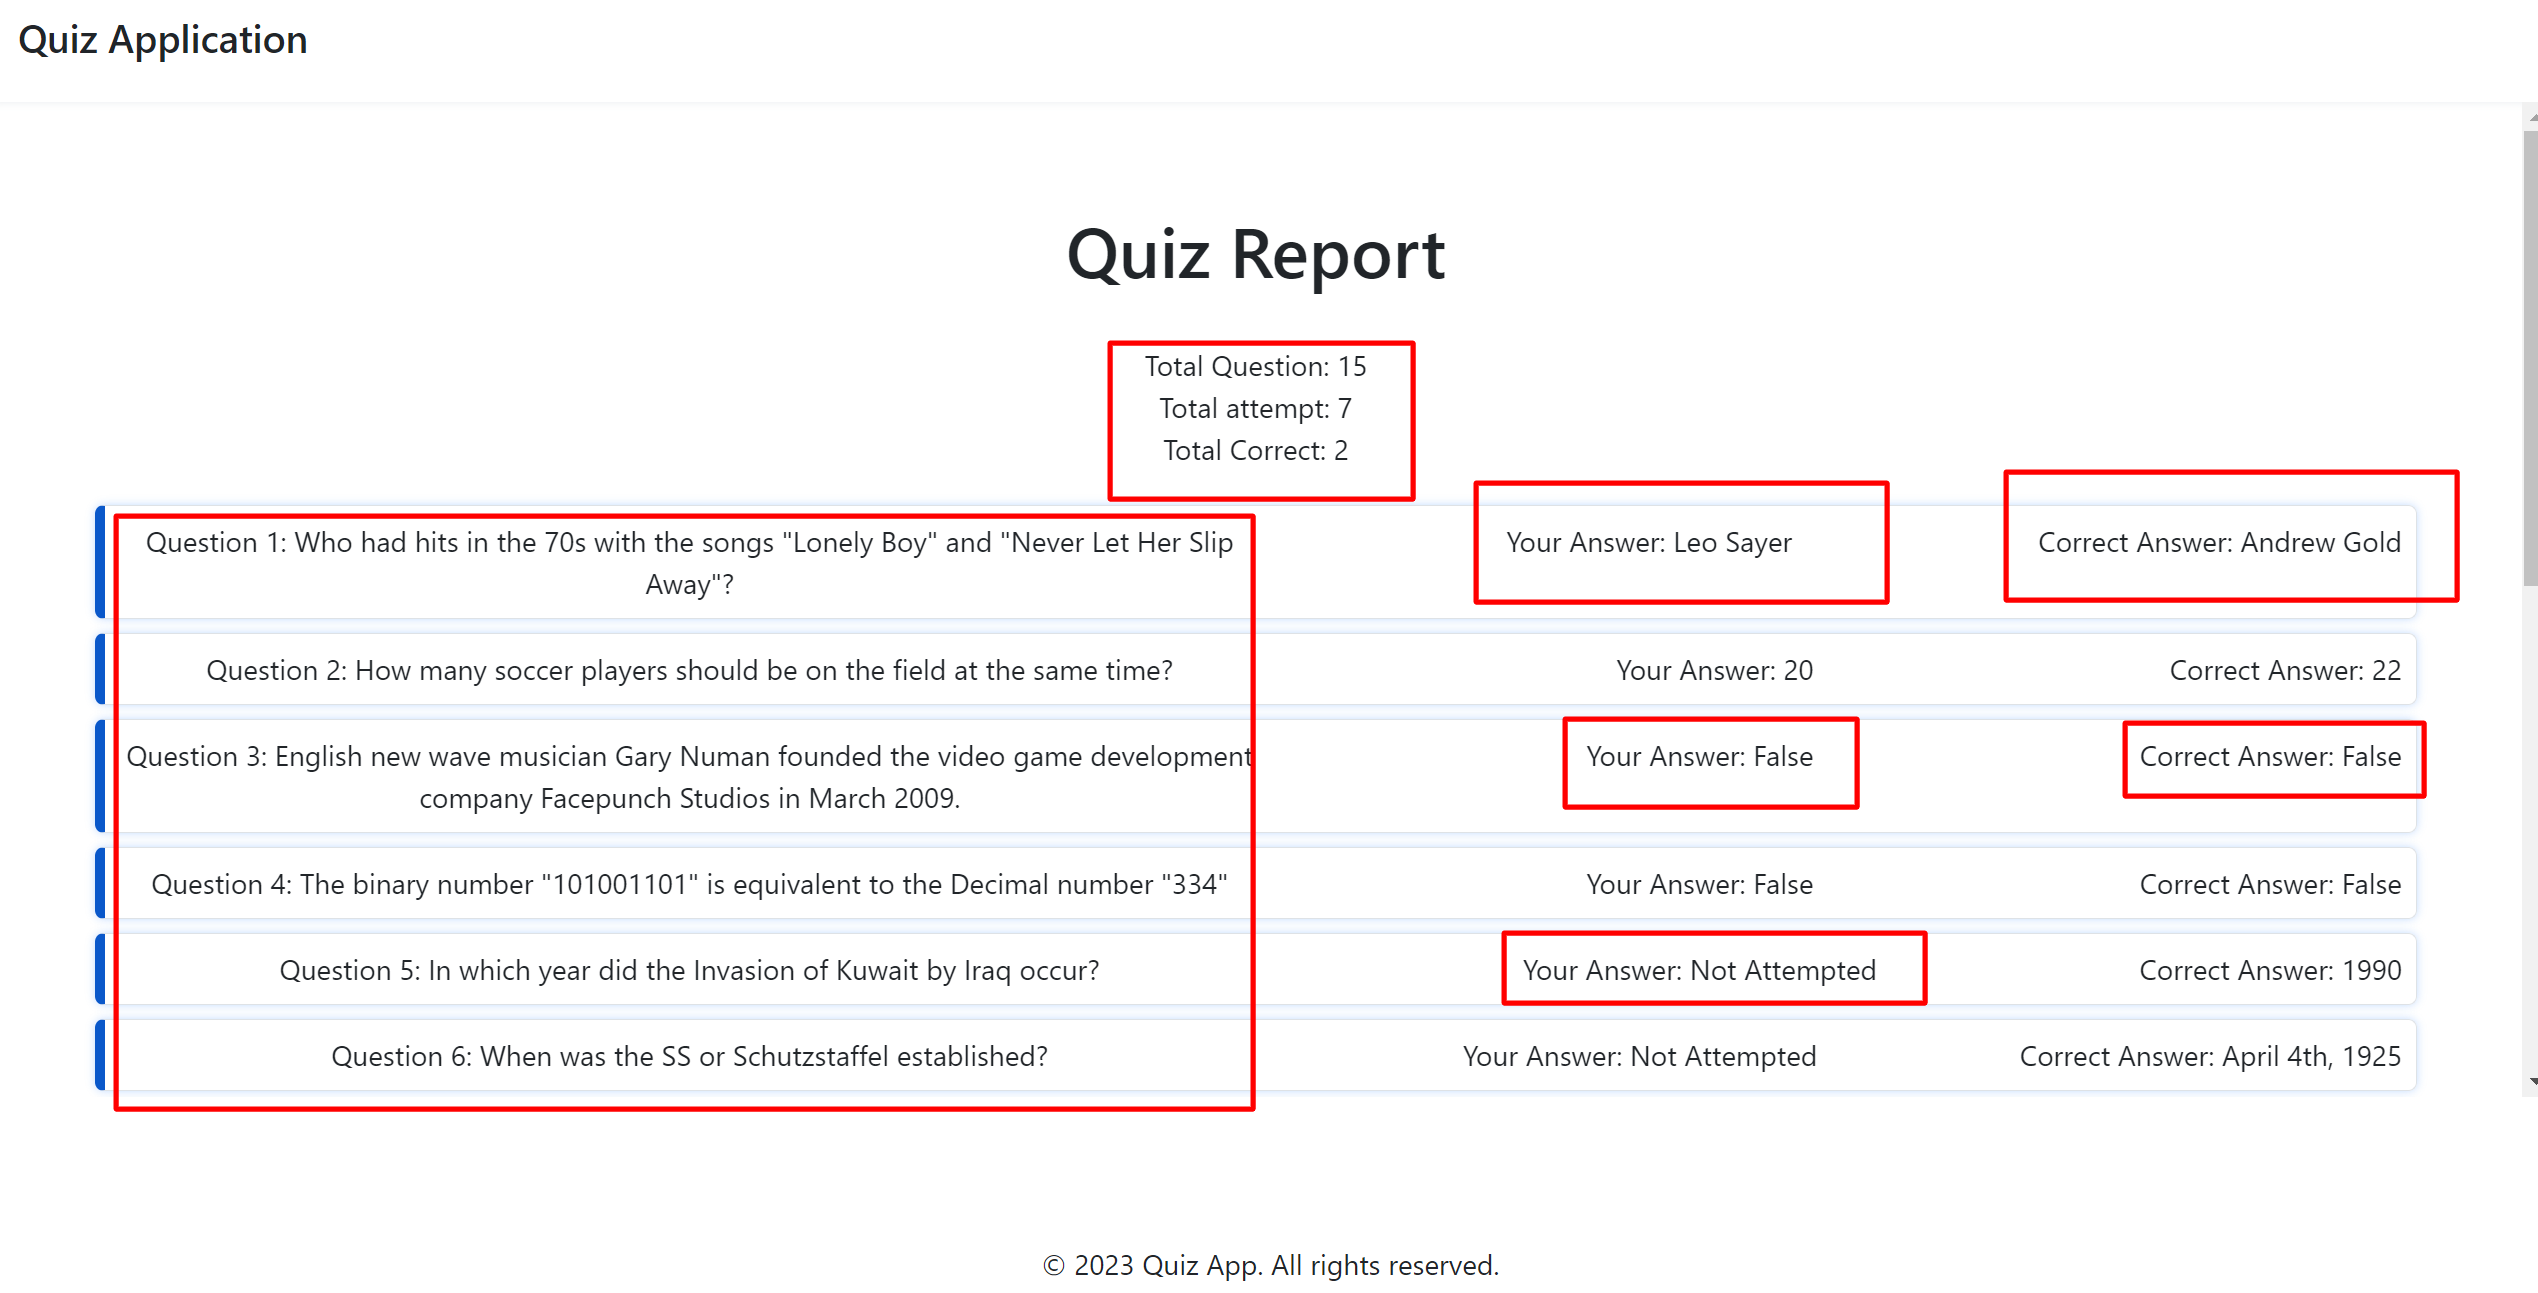 Quiz Application
Quiz Report
Total Question: 15
Total attempt: 7
Total Correct: 2
Question 1: Who had hits in the 70s with the songs "Lonely Boy" and "Never Let Her Slip
Away"?
Your Answer: Leo Sayer
Correct Answer: Andrew Gold
Question 2: How many soccer players should be on the field at the same time?
Your Answer: 20
Correct Answer: 22
Question 3: English new wave musician Gary Numan founded the video game development
company Facepunch Studios in March 2009.
Your Answer: False
Correct Answer: False
Question 4: The binary number "101001101" is equivalent to the Decimal number "334"
Your Answer: False
Correct Answer: False
Question 5: In which year did the Invasion of Kuwait by Iraq occur?
Your Answer: Not Attempted
Correct Answer: 1990
Question 6: When was the SS or Schutzstaffel established?
Your Answer: Not Attempted
Correct Answer: April 4th, 1925
© 2023 Quiz App. All rights reserved.